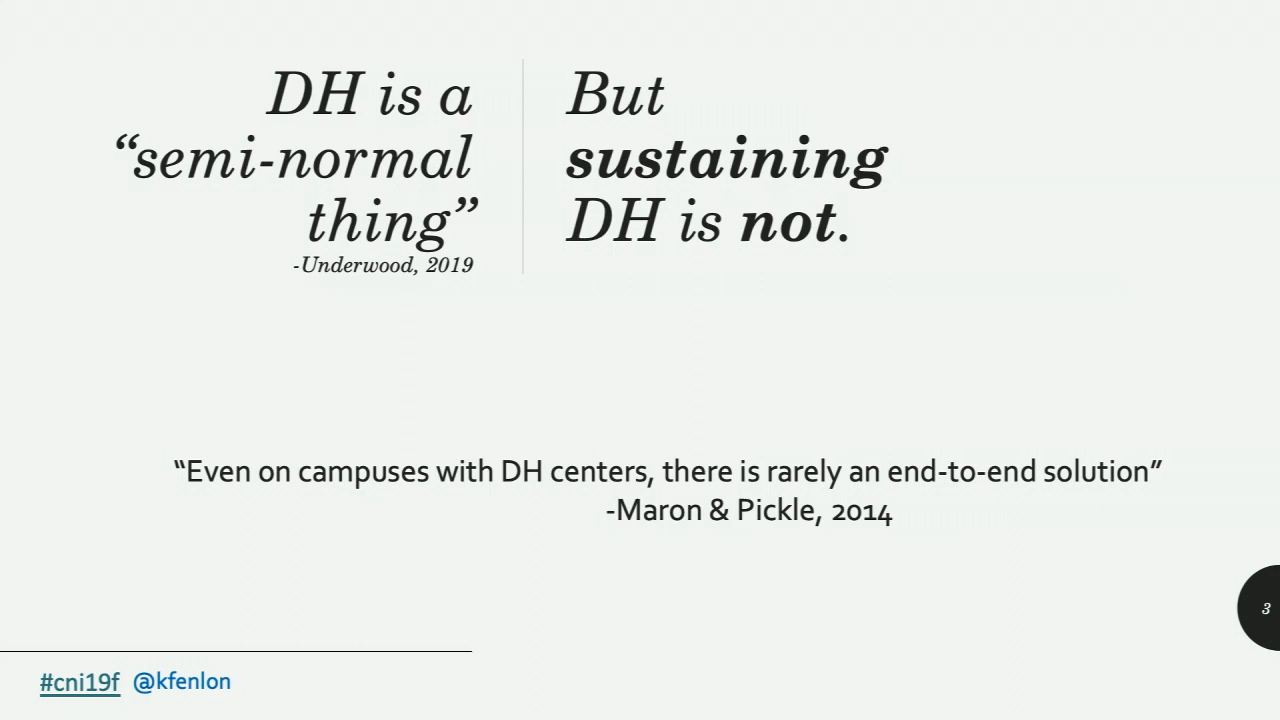 DH is a
“semi-normal
thing”
-Underwood, 2019
But
sustaining
DH is not.
“Even on campuses with DH centers, there is rarely an end-to-end solution”
-Maron & Pickle, 2014
3
#cni19f @kfenlon